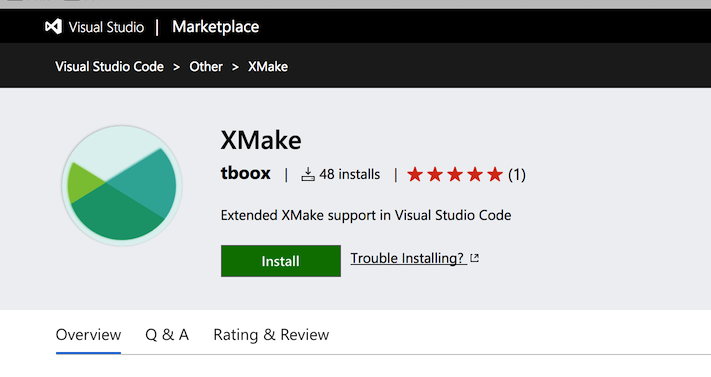 Visual Studio | Marketplace
Visual Studio Code > Other > XMake
XMake
tboox | 48 installs | (1)
Extended XMake support in Visual Studio Code
Install Trouble Installing?
Overview Q & A Rating & Review